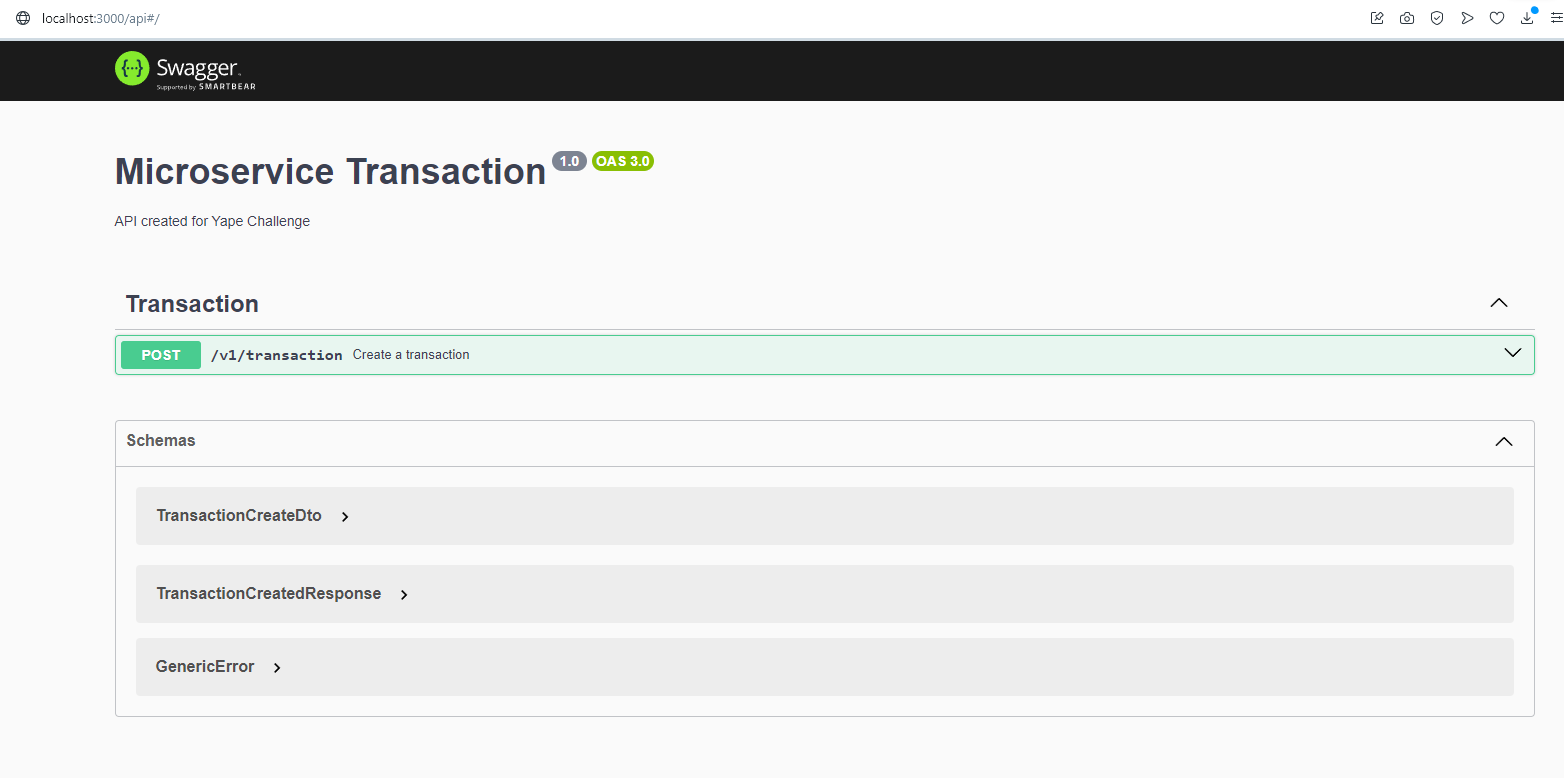 localhost:3000/api#/
{···} Swagger™
Supported by SMARTBEAR
Microservice Transaction 1.0 OAS 3.0
API created for Yape Challenge
Transaction
POST /v1/transaction Create a transaction
Schemas
TransactionCreateDto
TransactionCreatedResponse
GenericError